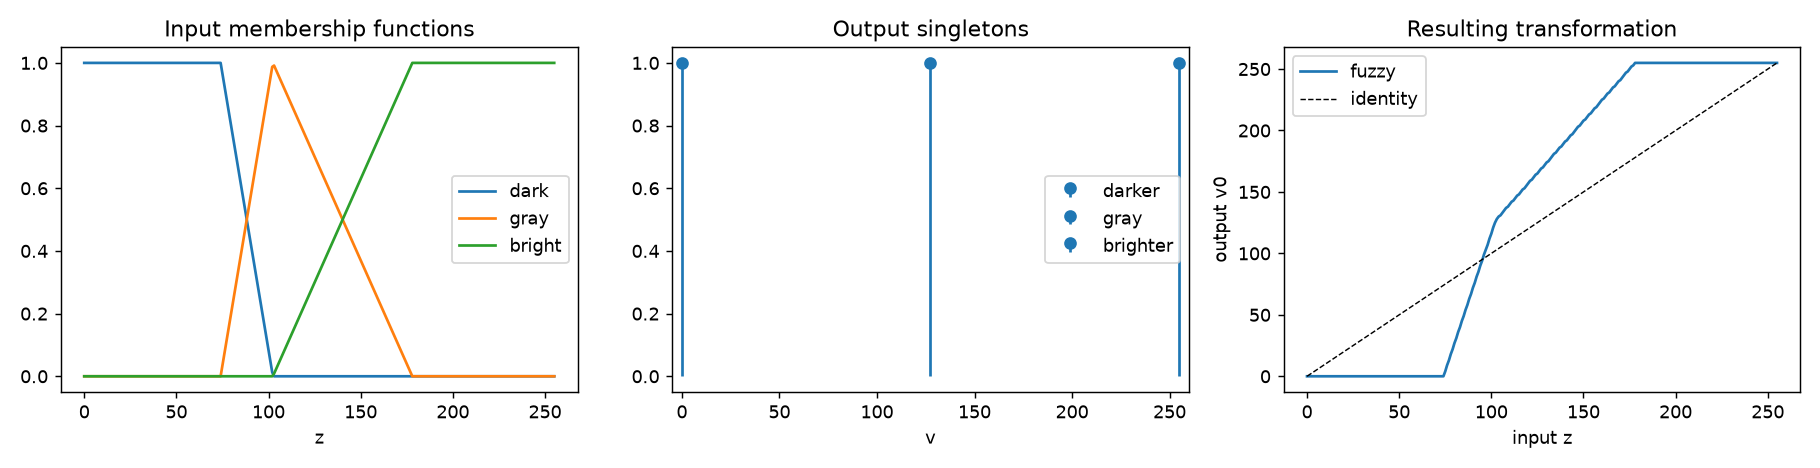 Input membership functions
1.0
0.8
0.6
0.4
0.2
0.0
dark
gray
bright
0 50 100 150 200 250
z
Output singletons
1.0
0.8
0.6
0.4
0.2
0.0
darker
gray
brighter
0 50 100 150 200 250
v
Resulting transformation
output v0
250
200
150
100
50
0
fuzzy
identity
0 50 100 150 200 250
input z